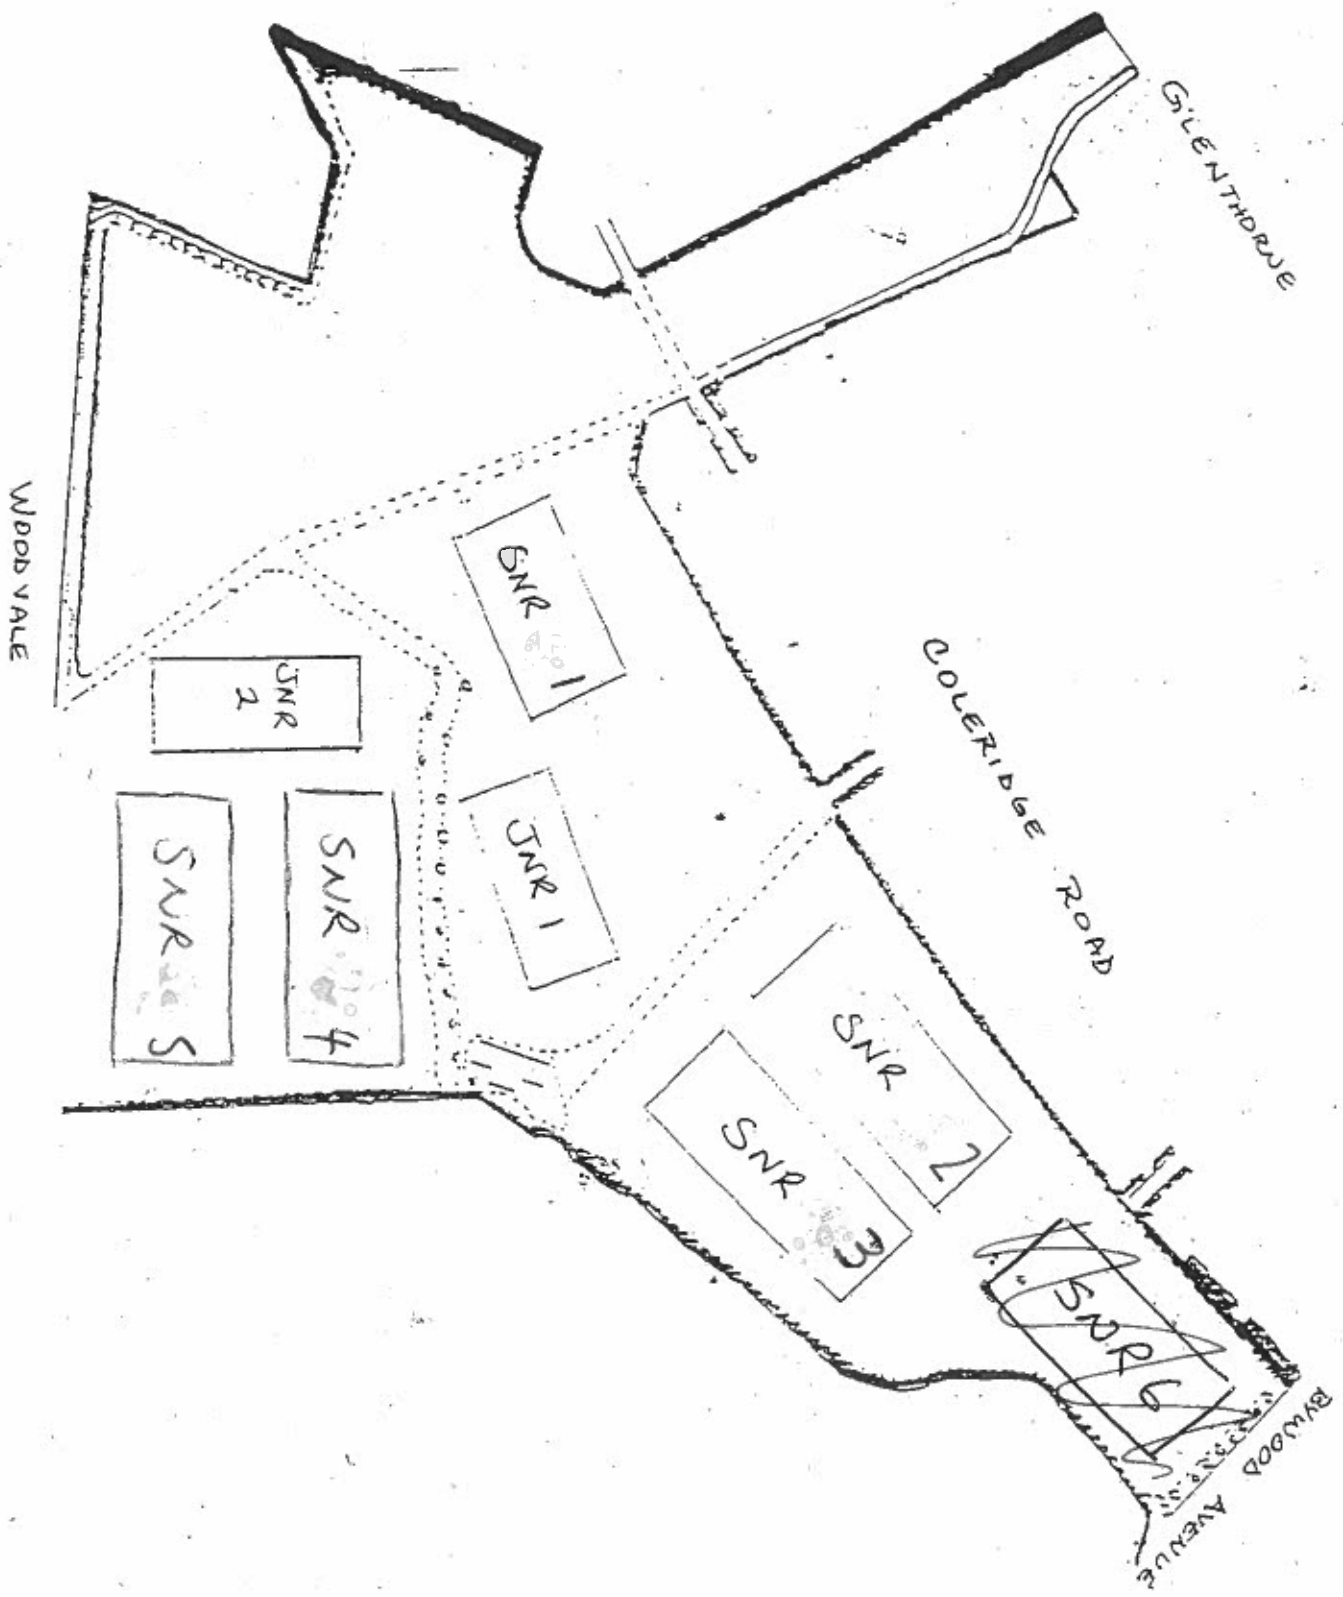 GLENTHORNE
WOODVALE
COLERIDGE ROAD
SNR 1
JNR
2
JNR 1
SNR 5
SNR 4
SNR 2
SNR 3
SNR 6
BYWOOD AVENUE